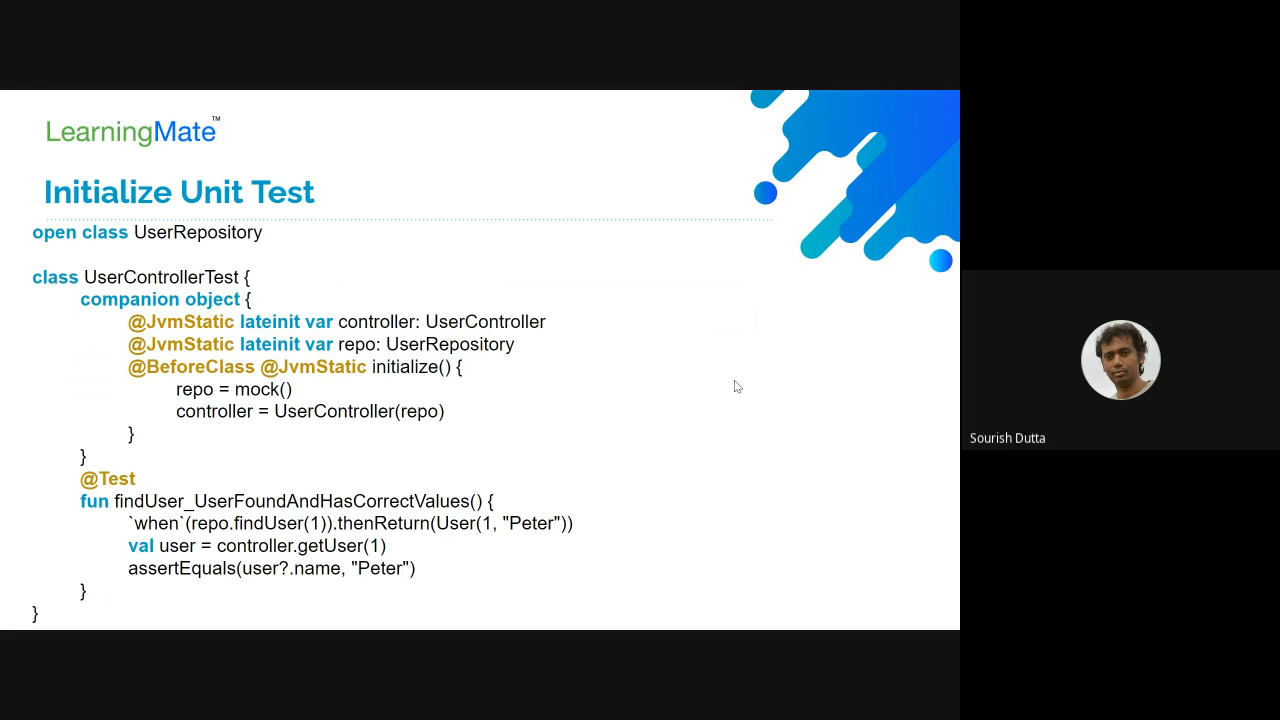 LearningMate™
Initialize Unit Test
open class UserRepository
class UserControllerTest {
companion object {
@JvmStatic lateinit var controller: UserController
@JvmStatic lateinit var repo: UserRepository
@BeforeClass @JvmStatic initialize() {
repo = mock()
controller = UserController(repo)
}
}
@Test
fun findUser_UserFoundAndHasCorrectValues() {
`when`(repo.findUser(1)).thenReturn(User(1, "Peter"))
val user = controller.getUser(1)
assertEquals(user?.name, "Peter")
}
}
Sourish Dutta